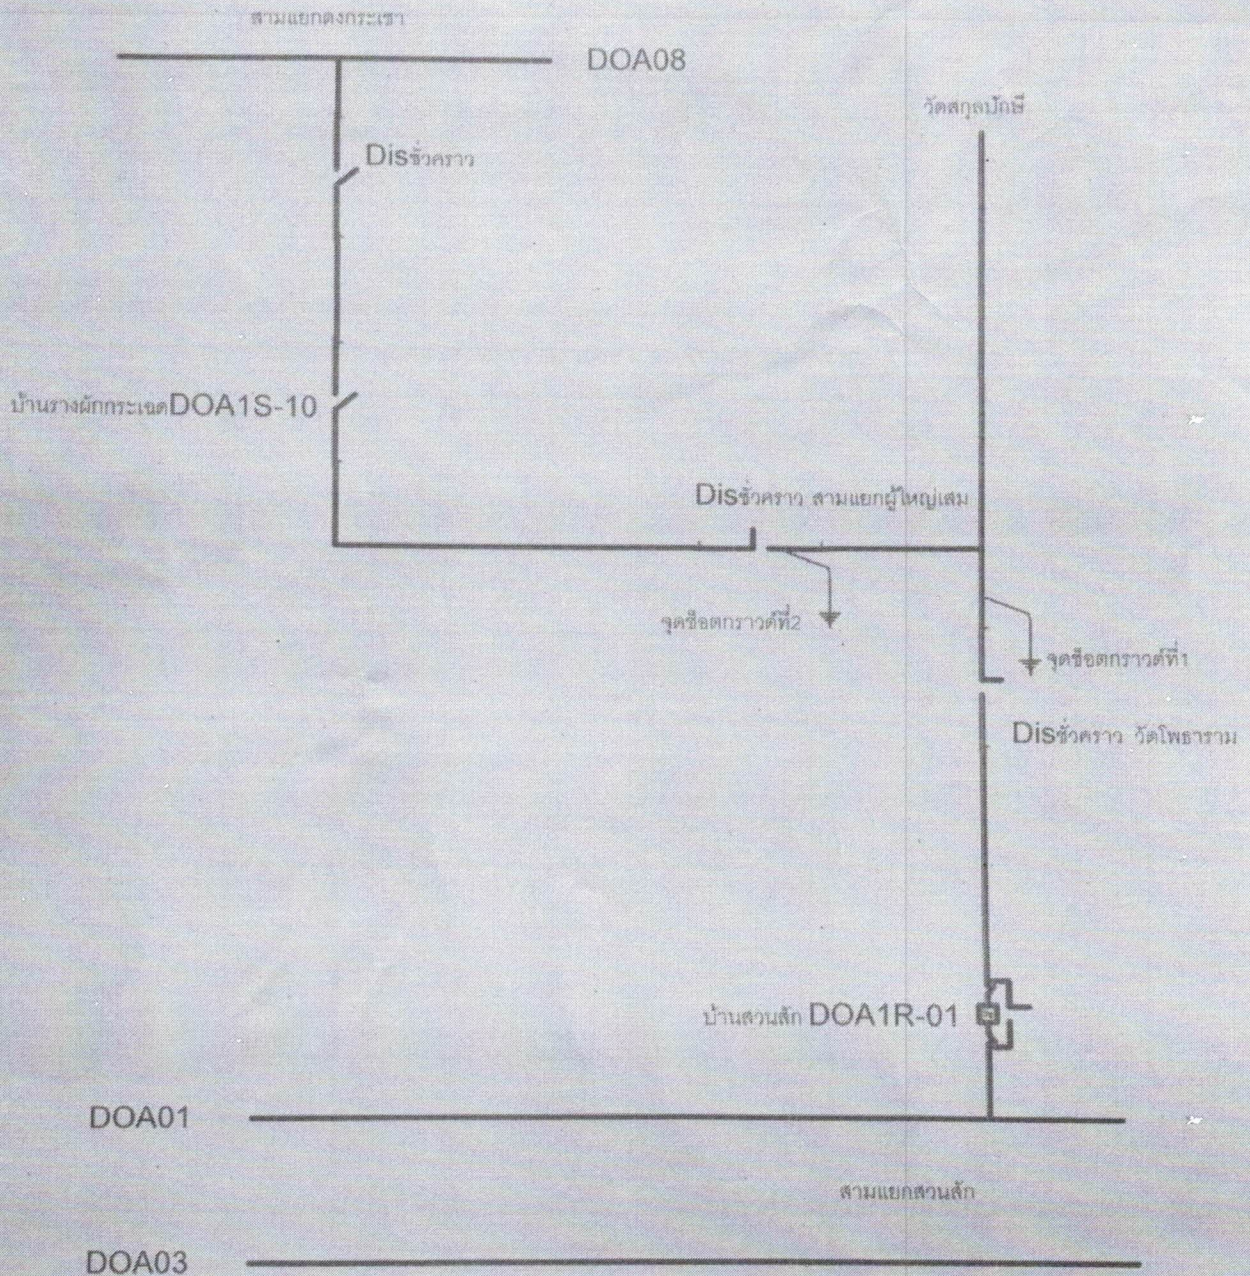 สามแยกดงกระเชา
DOA08
วัดสกุลปักษี
Disชั่วคราว
บ้านรางผักกระเฉดDOA1S-10
Disชั่วคราว สามแยกผู้ใหญ่เสม
จุดช็อตกราวด์ที่2
จุดช็อตกราวด์ที่1
Disชั่วคราว วัดโพธาราม
บ้านสวนสัก DOA1R-01
DOA01
สามแยกสวนสัก
DOA03